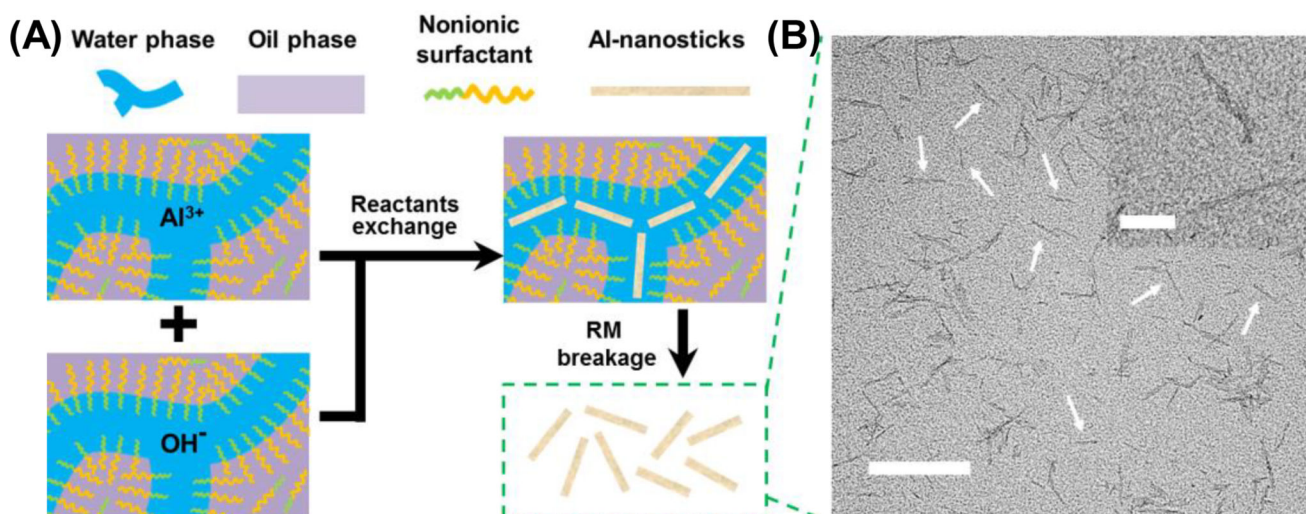 (A)
Water phase
Oil phase
Nonionic
surfactant
Al-nanosticks
Al³⁺
+
OH⁻
Reactants
exchange
RM
breakage
(B)